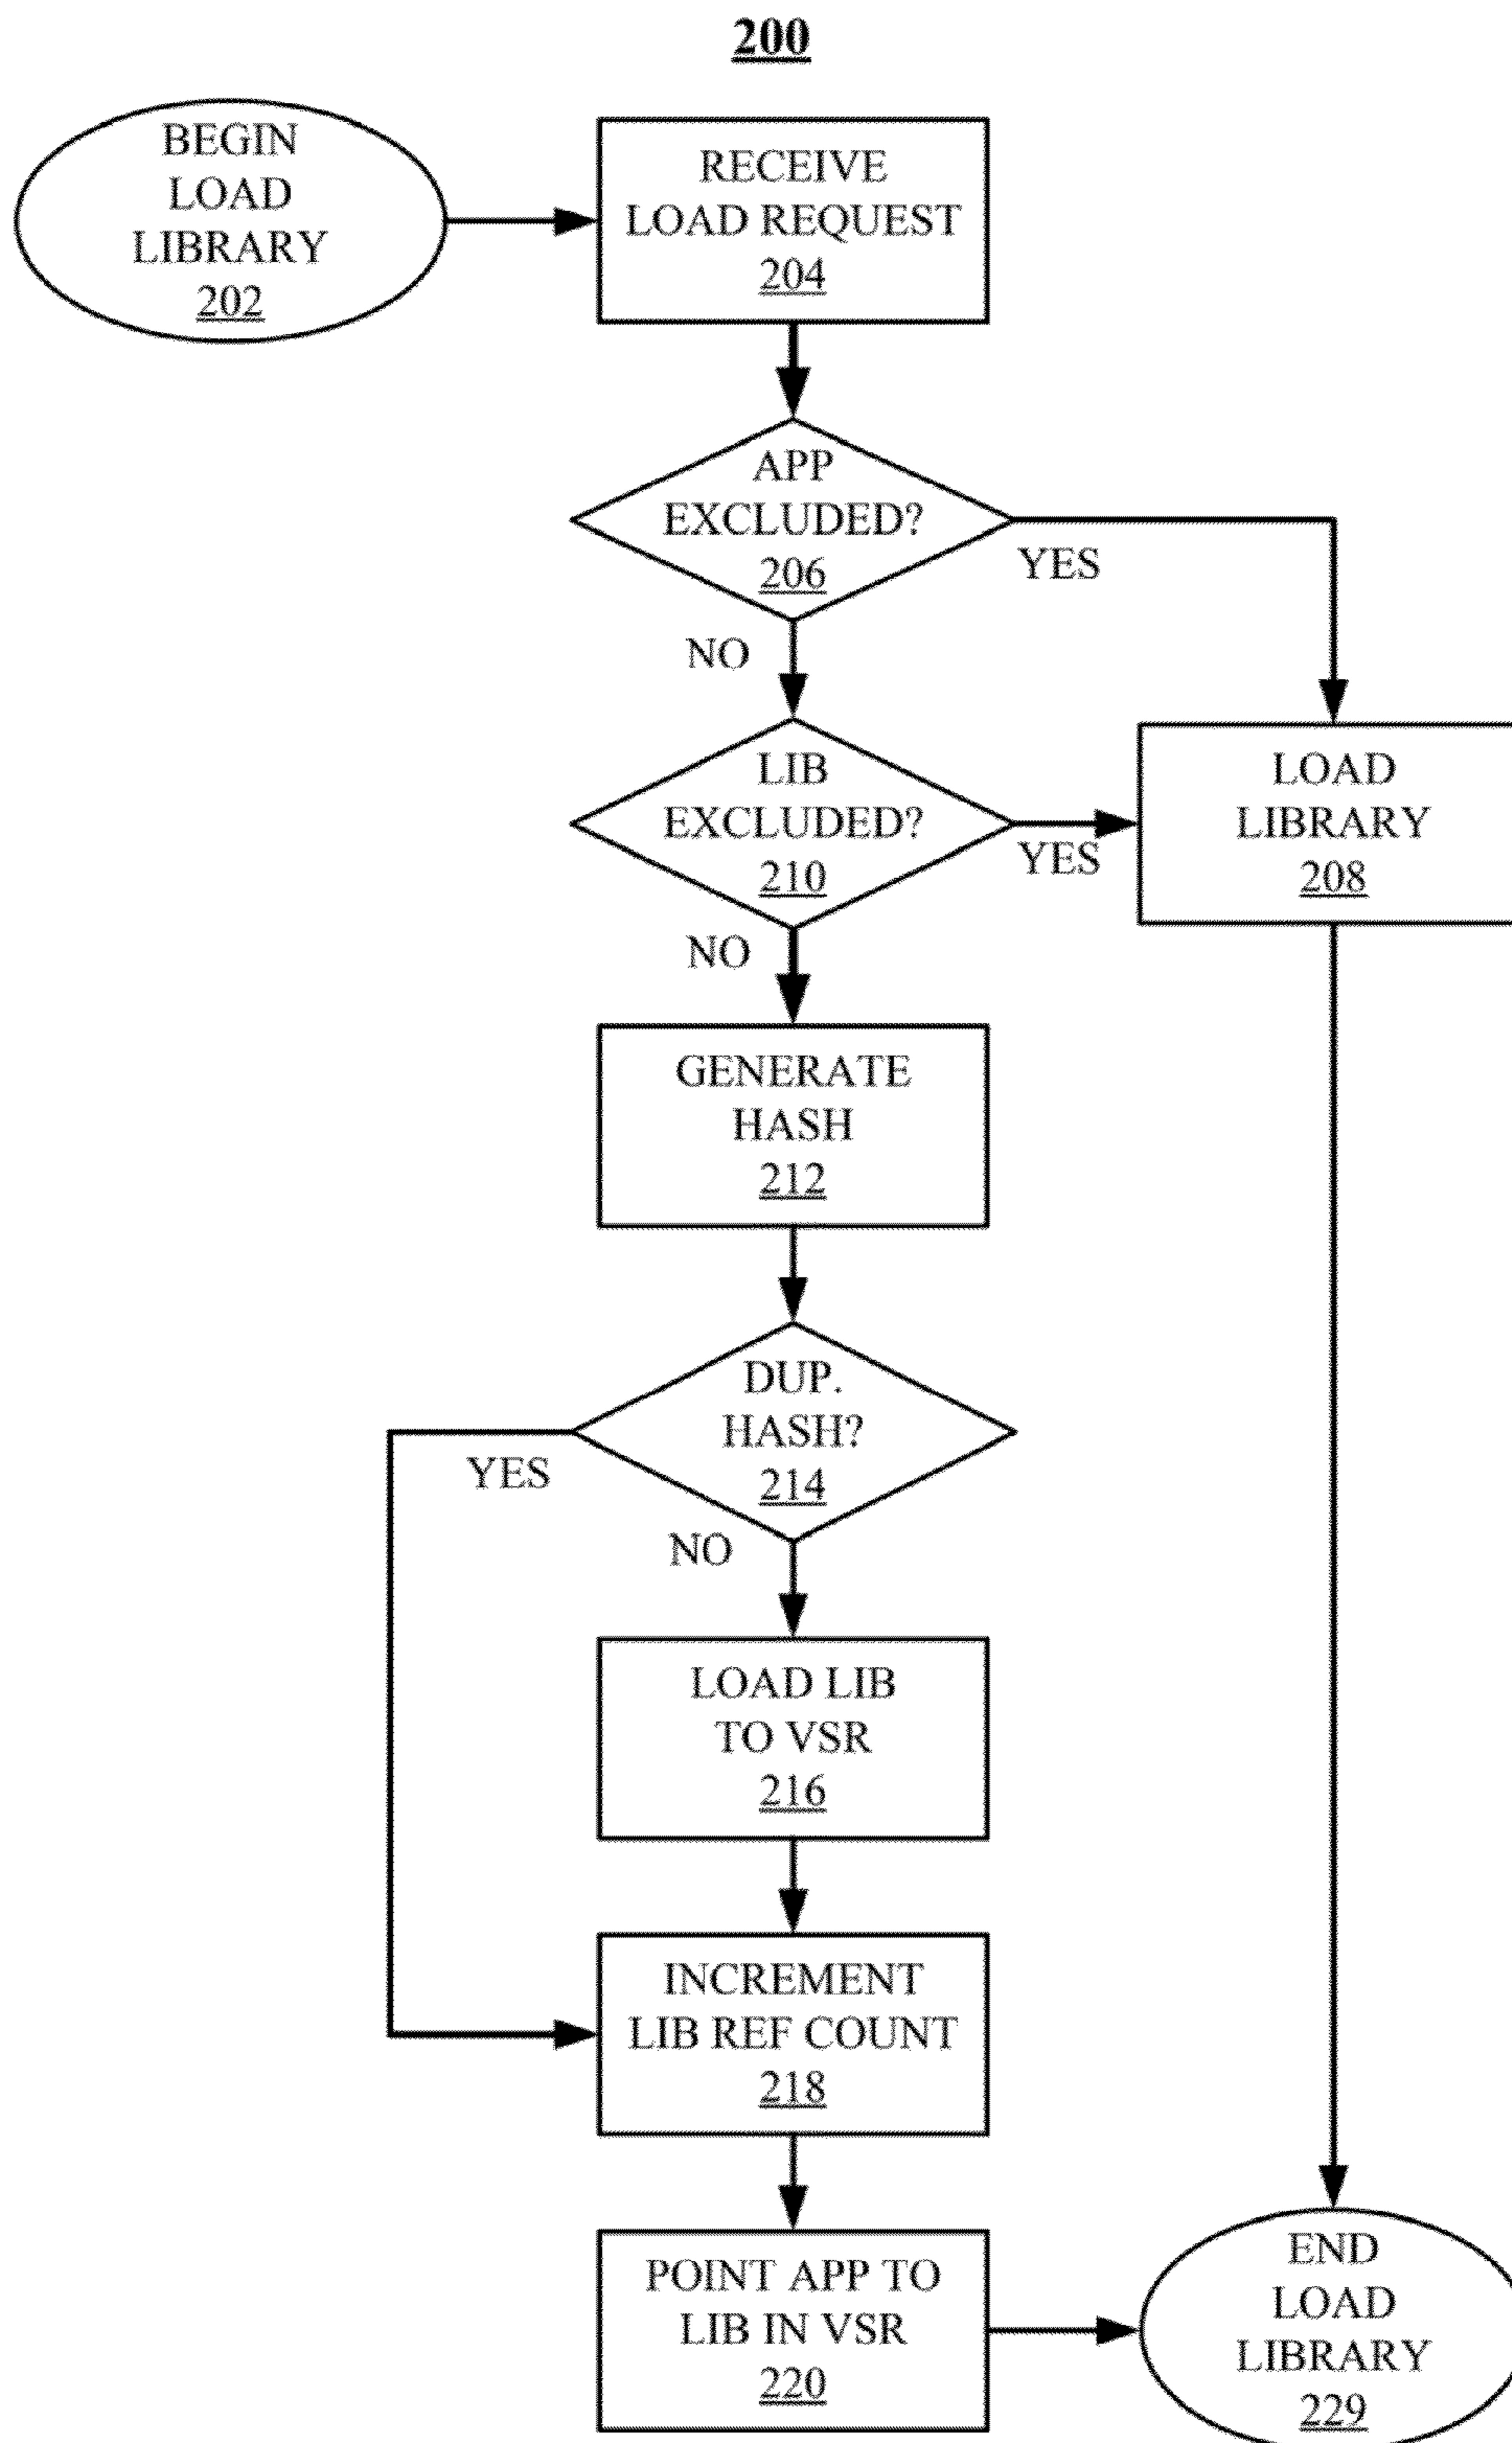 200
BEGIN
LOAD
LIBRARY
202
RECEIVE
LOAD REQUEST
204
APP
EXCLUDED?
206
YES
NO
LIB
EXCLUDED?
210
YES
LOAD
LIBRARY
208
NO
GENERATE
HASH
212
DUP.
HASH?
214
YES
NO
LOAD LIB
TO VSR
216
INCREMENT
LIB REF COUNT
218
POINT APP TO
LIB IN VSR
220
END
LOAD
LIBRARY
229